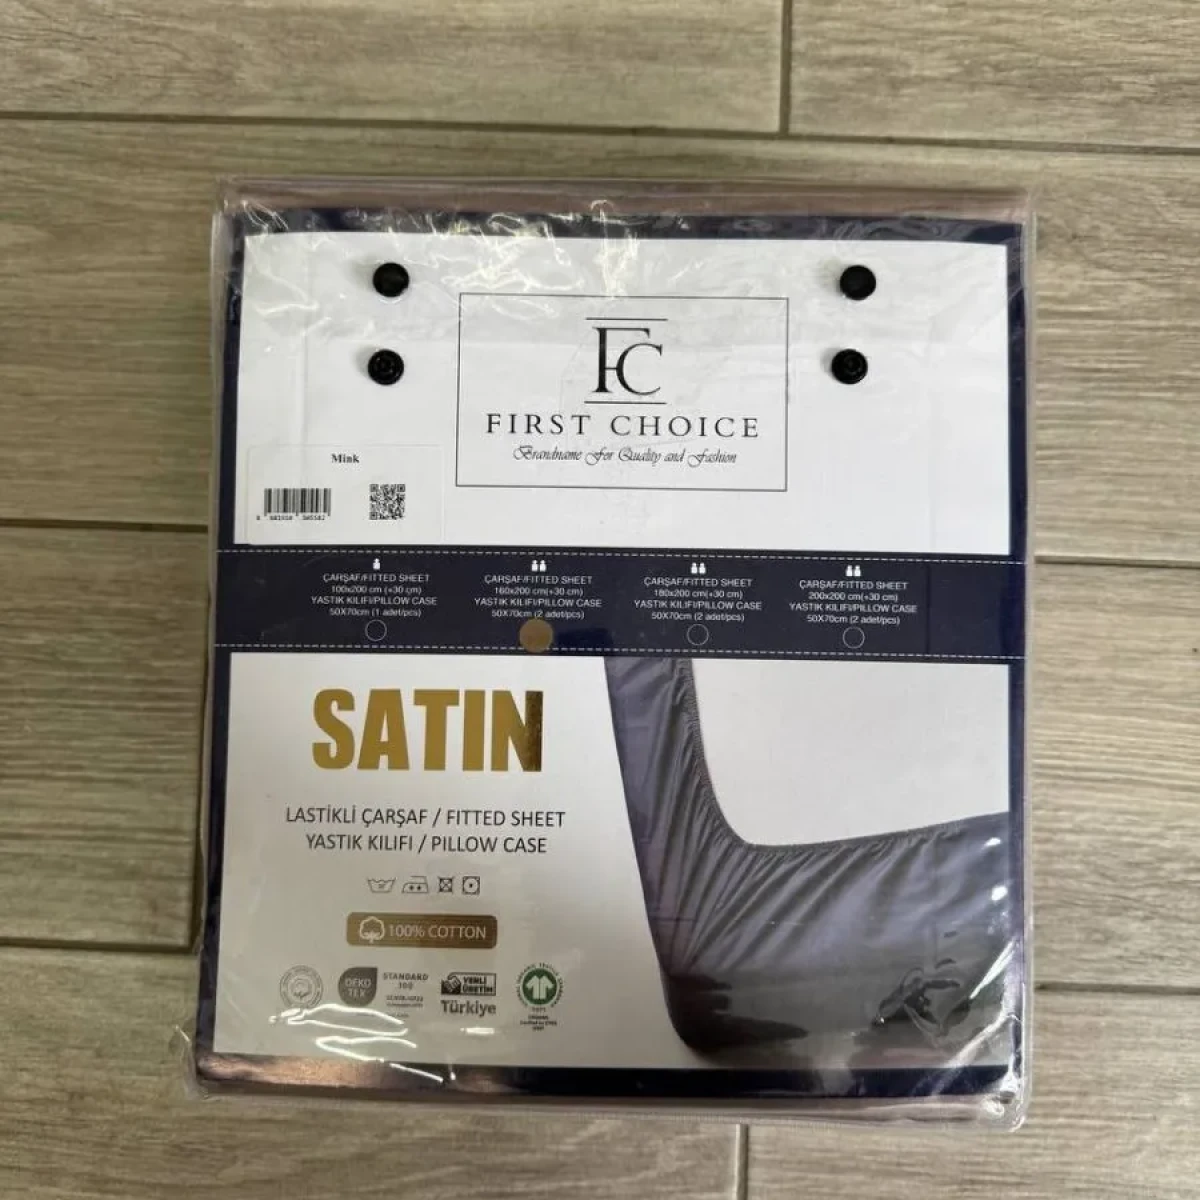 FC
FIRST CHOICE
Brandname For Quality and Fashion
Mink
ÇARŞAF/FITTED SHEET
100x200 cm(+30 cm)
YASTIK KILIFI/PILLOW CASE
50X70cm (1 adet/pcs)
ÇARŞAF/FITTED SHEET
160x200 cm(+30 cm)
YASTIK KILIFI/PILLOW CASE
50X70cm (2 adet/pcs)
ÇARŞAF/FITTED SHEET
180x200 cm(+30 cm)
YASTIK KILIFI/PILLOW CASE
50X70cm (2 adet/pcs)
ÇARŞAF/FITTED SHEET
200x200 cm(+30 cm)
YASTIK KILIFI/PILLOW CASE
50X70cm (2 adet/pcs)
SATIN
LASTİKLİ ÇARŞAF / FITTED SHEET
YASTIK KILIFI / PILLOW CASE
100% COTTON
OEKO
TEX
STANDARD
100
YERLİ
ÜRETİM
Türkiye